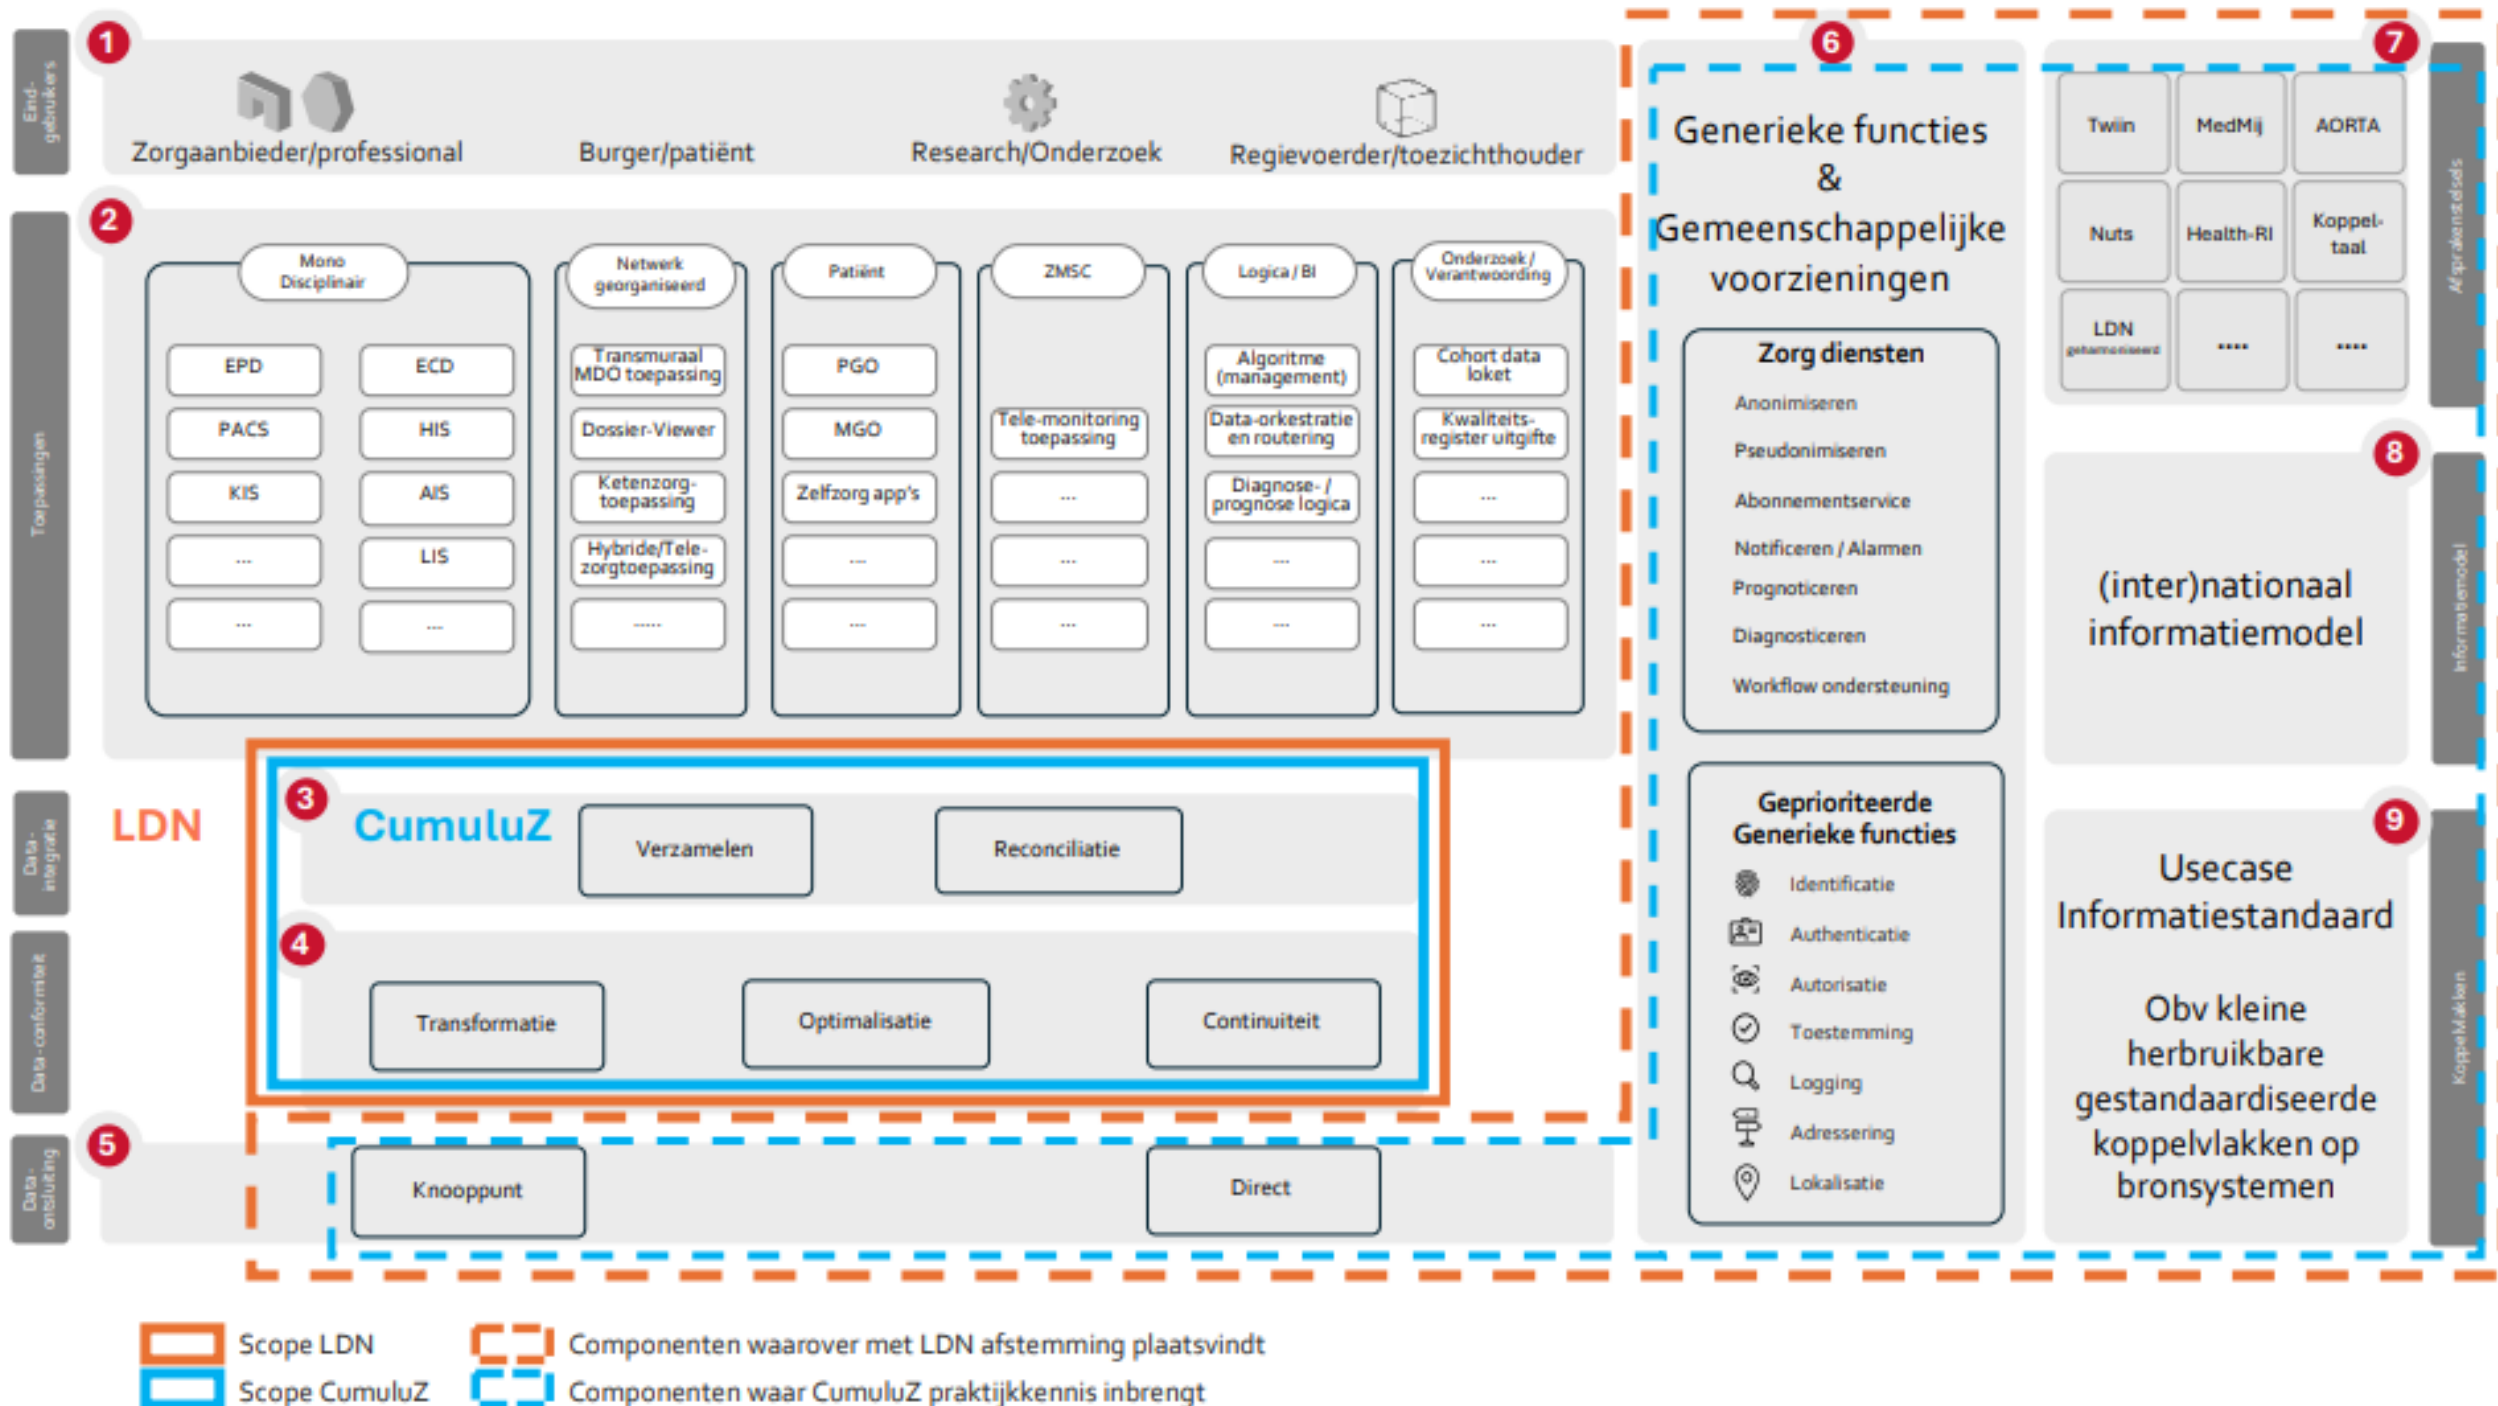 1
Eind-
gebruikers
Zorgaanbieder/professional
Burger/patiënt
Research/Onderzoek
Regievoerder/toezichthouder
2
Toepassingen
Mono
Disciplinair
EPD
ECD
PACS
HIS
KIS
AIS
...
LIS
...
...
Netwerk
georganiseerd
Transmuraal
MDO toepassing
Dossier-Viewer
Ketenzorg-
toepassing
Hybride/Tele-
zorgtoepassing
.....
Patiënt
PGO
MGO
Zelfzorg app's
...
...
ZMSC
Tele-monitoring
toepassing
...
...
...
Logica / BI
Algoritme
(management)
Data-orkestratie
en routering
Diagnose- /
prognose logica
...
...
Onderzoek /
Verantwoording
Cohort data
loket
Kwaliteits-
register uitgifte
...
...
...
LDN
Data-
integratie
3
CumuluZ
Verzamelen
Reconciliatie
Data-conformiteit
4
Transformatie
Optimalisatie
Continuiteit
Data-
ontsluiting
5
Knooppunt
Direct
6
Generieke functies
&
Gemeenschappelijke
voorzieningen
Zorg diensten
Anonimiseren
Pseudonimiseren
Abonnementservice
Notificeren / Alarmen
Prognoticeren
Diagnosticeren
Workflow ondersteuning
Geprioriteerde
Generieke functies
Identificatie
Authenticatie
Autorisatie
Toestemming
Logging
Adressering
Lokalisatie
7
Afsprakenstelsels
Twiin
MedMij
AORTA
Nuts
Health-RI
Koppel-
taal
LDN
geharmoniseerd
....
....
8
Informatiemodel
(inter)nationaal
informatiemodel
9
Koppelvlakken
Usecase
Informatiestandaard
Obv kleine
herbruikbare
gestandaardiseerde
koppelvlakken op
bronsystemen
Scope LDN
Componenten waarover met LDN afstemming plaatsvindt
Scope CumuluZ
Componenten waar CumuluZ praktijkkennis inbrengt